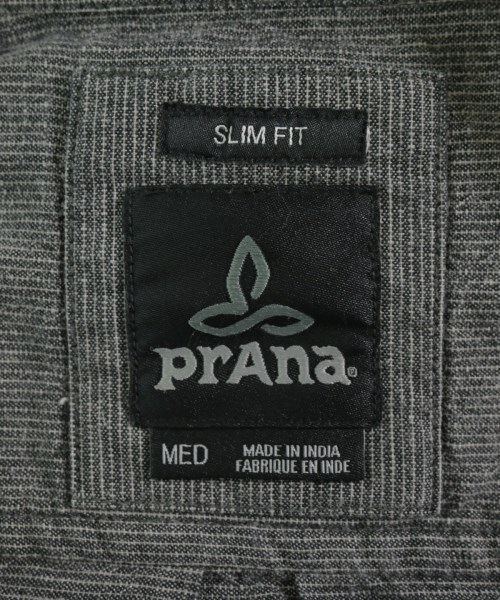 SLIM FIT
prAna
MED
MADE IN INDIA
FABRIQUE EN INDE